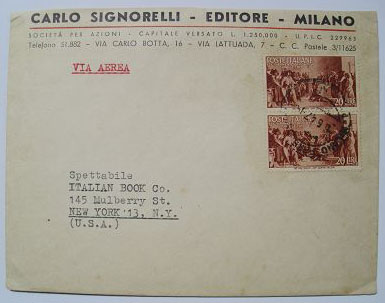 CARLO SIGNORELLI - EDITORE - MILANO
SOCIETÀ PER AZIONI - CAPITALE VERSATO L. 1.250.000 - U.P.I.C. 229963
Telefono 51.882 - VIA CARLO BOTTA, 16 - VIA LATTUADA, 7 - C. C. Postale 3/11625
VIA AEREA
POSTE ITALIANE
20 LIRE
POSTE ITALIANE
20 LIRE
Spettabile
ITALIAN BOOK Co.
145 Mulberry St.
NEW YORK 13, N.Y.
(U.S.A.)